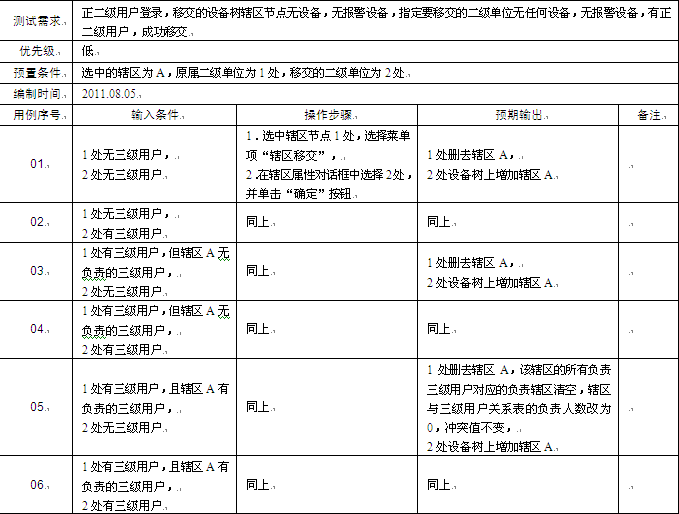 测试需求
正二级用户登录，移交的设备树辖区节点无设备，无报警设备，指定要移交的二级单位无任何设备，无报警设备，有正
二级用户，成功移交
优先级
低
预置条件
选中的辖区为 A，原属二级单位为 1 处，移交的二级单位为 2 处
编制时间
2011.08.05
用例序号 输入条件 操作步骤 预期输出 备注
01
1 处无三级用户，
2 处无三级用户
1．选中辖区节点 1 处，选择菜单
项“辖区移交”，
2.在辖区属性对话框中选择 2处，
并单击“确定”按钮
1 处删去辖区 A，
2 处设备树上增加辖区 A
02
1 处无三级用户，
2 处有三级用户
同上
同上
03
1 处有三级用户，但辖区 A 无
负责的三级用户，
2 处无三级用户
同上
1 处删去辖区 A，
2 处设备树上增加辖区 A
04
1 处有三级用户，但辖区 A 无
负责的三级用户，
2 处有三级用户
同上
同上
05
1 处有三级用户，且辖区 A 有
负责的三级用户，
2 处无三级用户
同上
1 处删去辖区 A，该辖区的所有负责
三级用户对应的负责辖区清空，辖区
与三级用户关系表的负责人数改为
0，冲突值不变，
2 处设备树上增加辖区 A
06
1 处有三级用户，且辖区 A 有
负责的三级用户，
2 处有三级用户
同上
同上